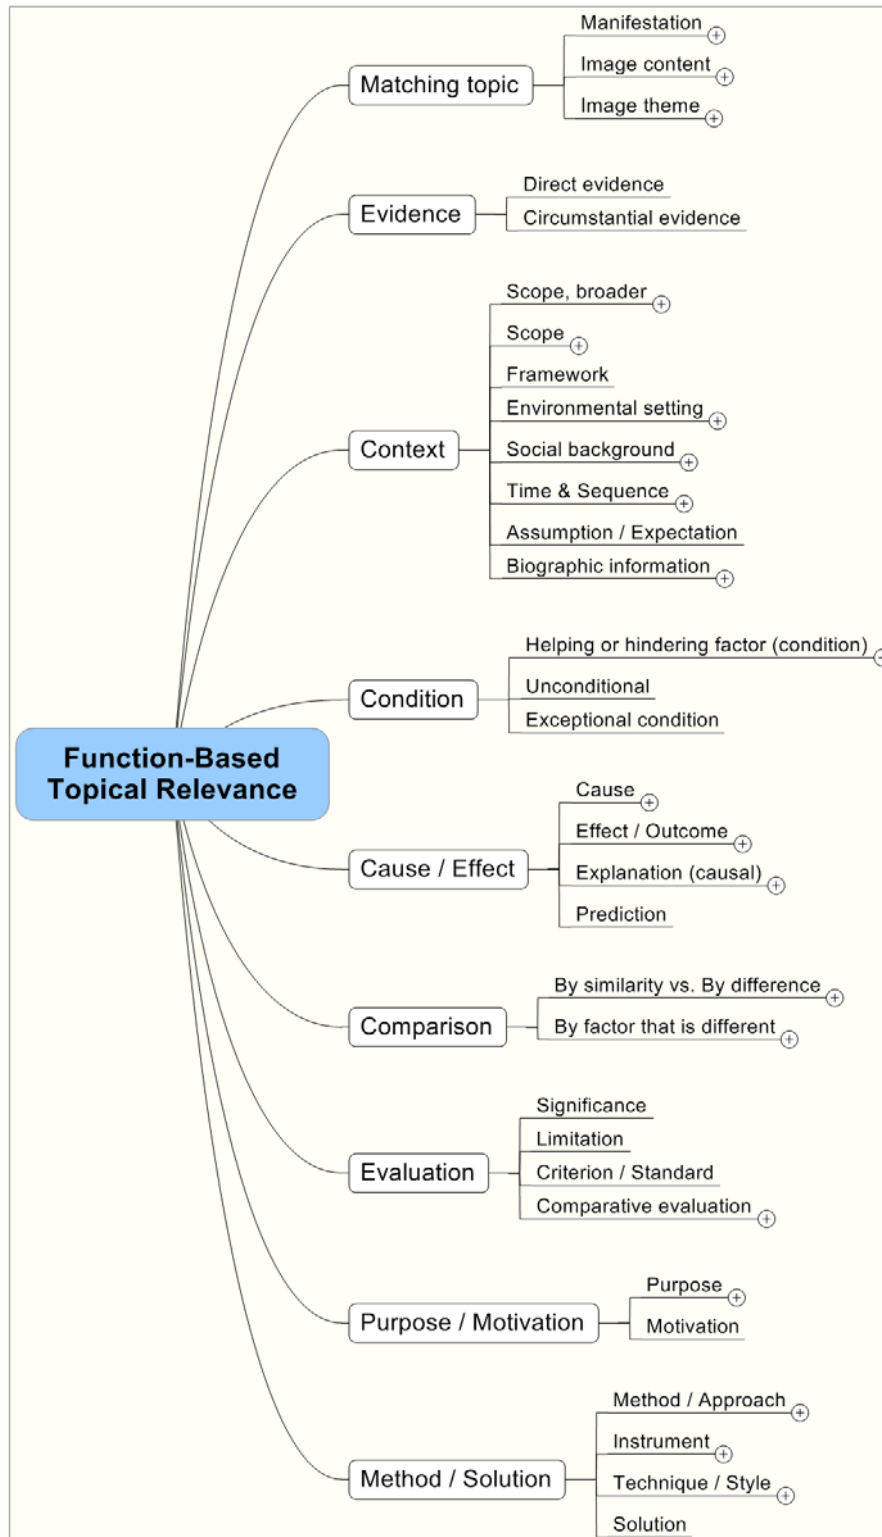 Function-Based
Topical Relevance
Matching topic
Manifestation
Image content
Image theme
Evidence
Direct evidence
Circumstantial evidence
Context
Scope, broader
Scope
Framework
Environmental setting
Social background
Time & Sequence
Assumption / Expectation
Biographic information
Condition
Helping or hindering factor (condition)
Unconditional
Exceptional condition
Cause / Effect
Cause
Effect / Outcome
Explanation (causal)
Prediction
Comparison
By similarity vs. By difference
By factor that is different
Evaluation
Significance
Limitation
Criterion / Standard
Comparative evaluation
Purpose / Motivation
Purpose
Motivation
Method / Solution
Method / Approach
Instrument
Technique / Style
Solution